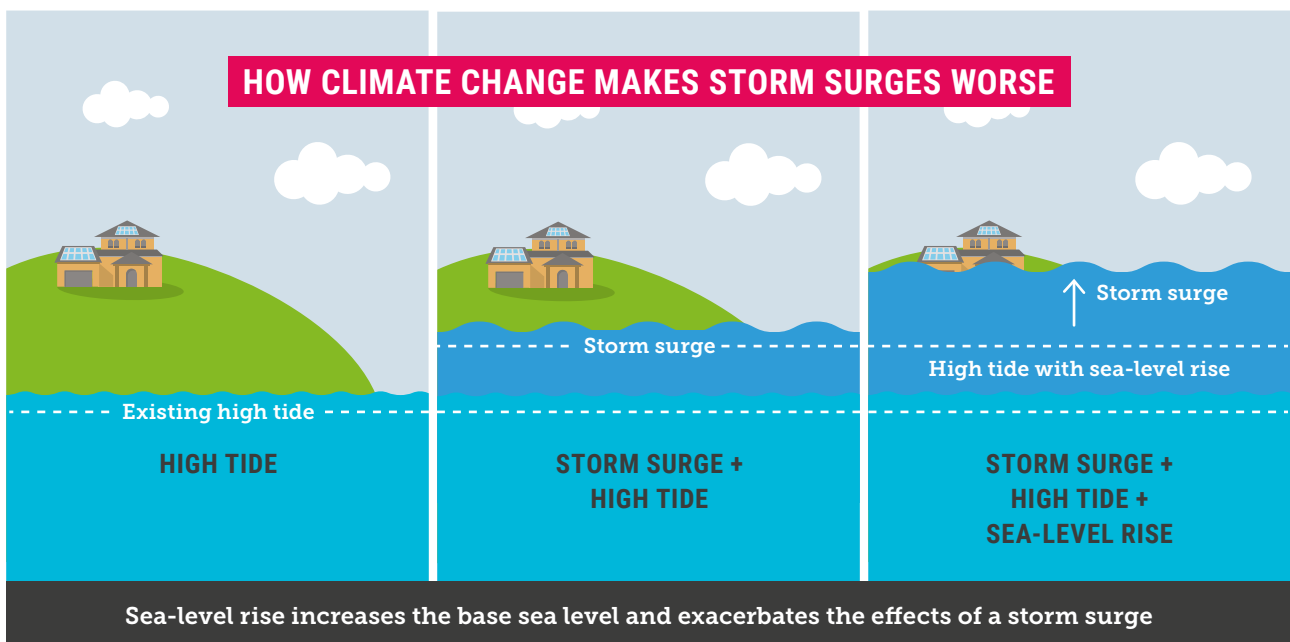 HOW CLIMATE CHANGE MAKES STORM SURGES WORSE
Existing high tide
HIGH TIDE
Storm surge
STORM SURGE +
HIGH TIDE
Storm surge
High tide with sea-level rise
STORM SURGE +
HIGH TIDE +
SEA-LEVEL RISE
Sea-level rise increases the base sea level and exacerbates the effects of a storm surge